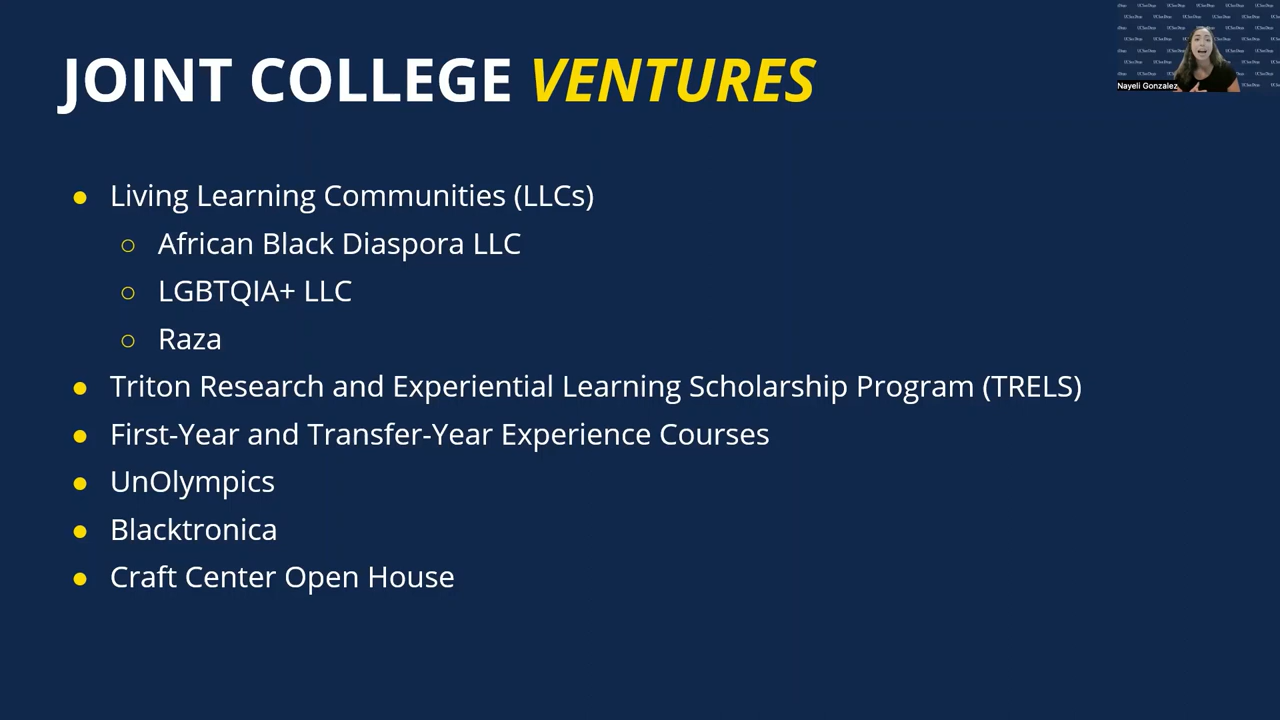 JOINT COLLEGE VENTURES
Nayeli Gonzalez
● Living Learning Communities (LLCs)
○ African Black Diaspora LLC
○ LGBTQIA+ LLC
○ Raza
● Triton Research and Experiential Learning Scholarship Program (TRELS)
● First-Year and Transfer-Year Experience Courses
● UnOlympics
● Blacktronica
● Craft Center Open House